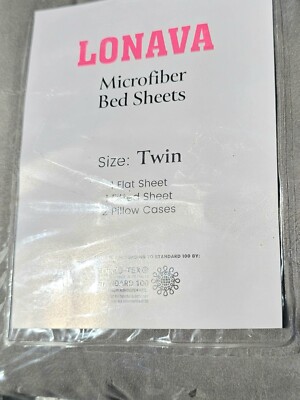 LONAVA
Microfiber
Bed Sheets
Size: Twin
Flat Sheet
Sheet
Pillow Cases
STANDARD 100 BY: